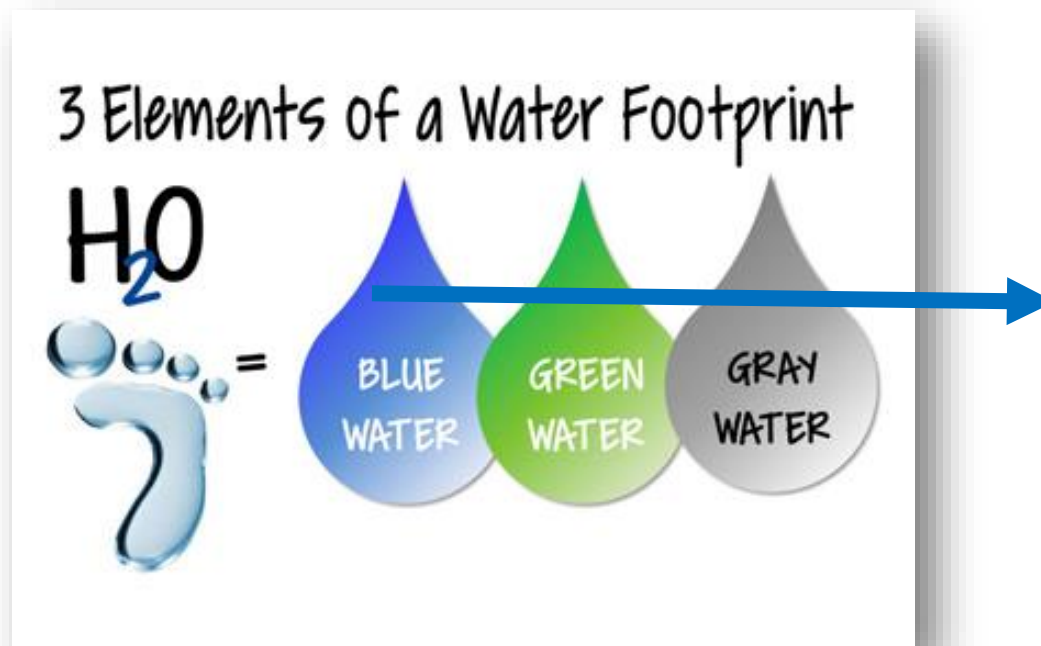 3 Elements of a Water Footprint
H2O
=
BLUE
WATER
GREEN
WATER
GRAY
WATER